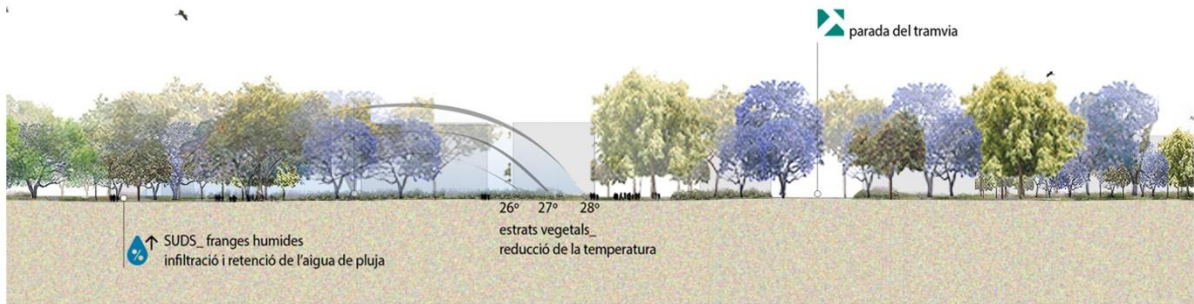 parada del tramvia
26º 27º 28º
estrats vegetals_
reducció de la temperatura
SUDS_ franges humides
infiltració i retenció de l'aigua de pluja
%